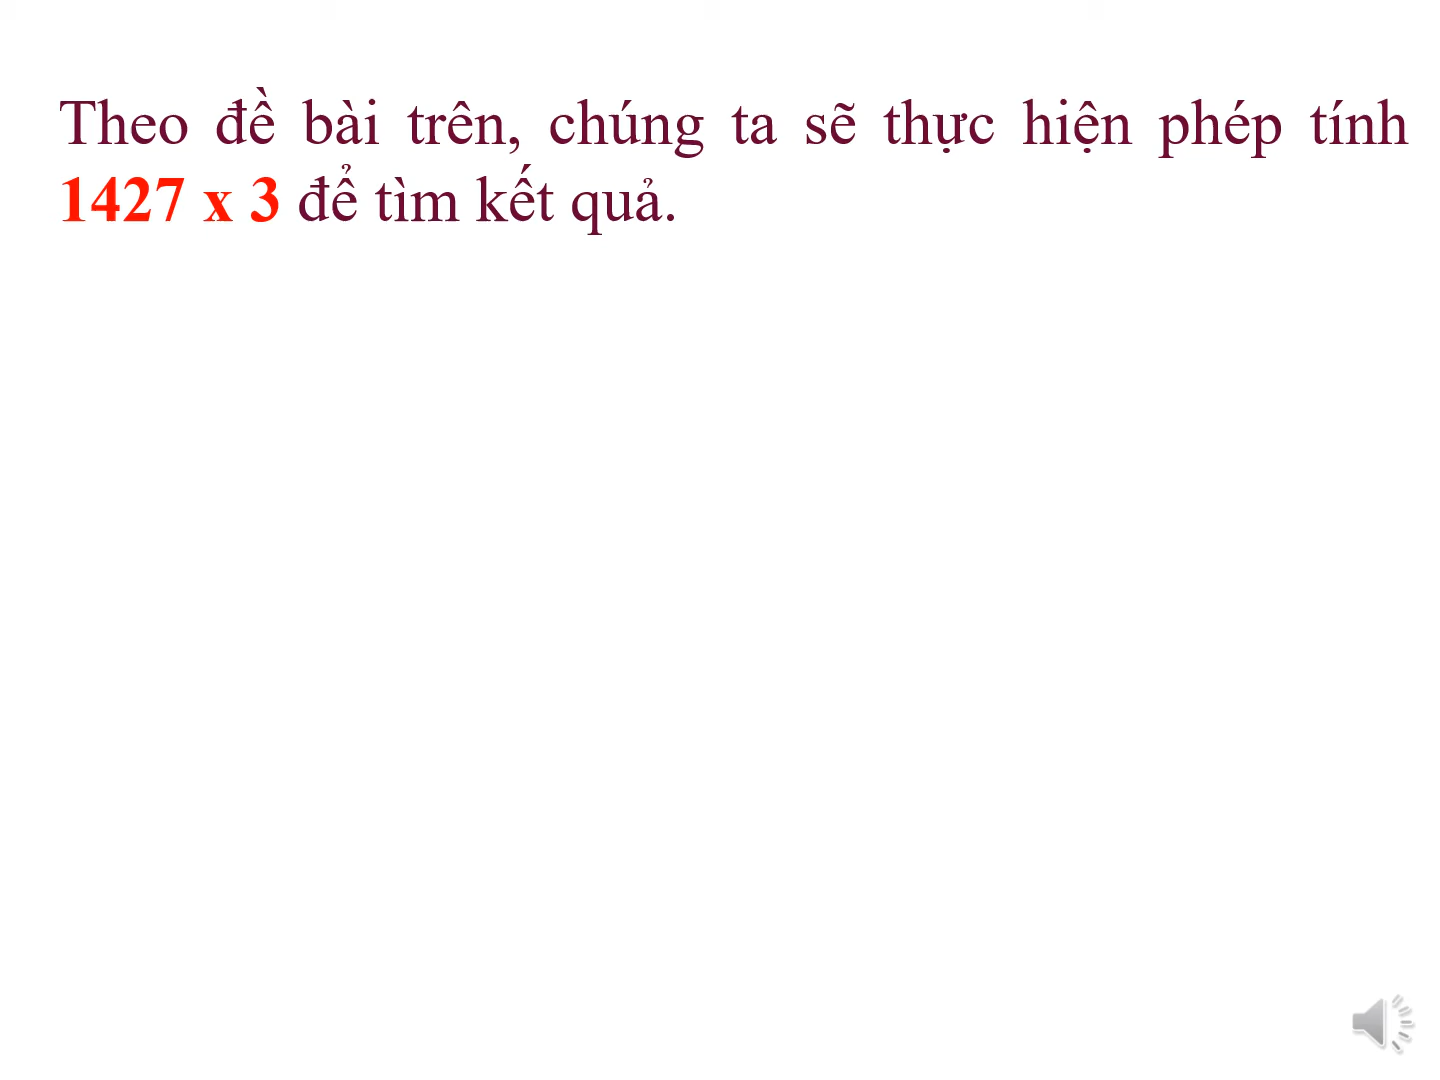 Theo đề bài trên, chúng ta sẽ thực hiện phép tính
1427 x 3 để tìm kết quả.